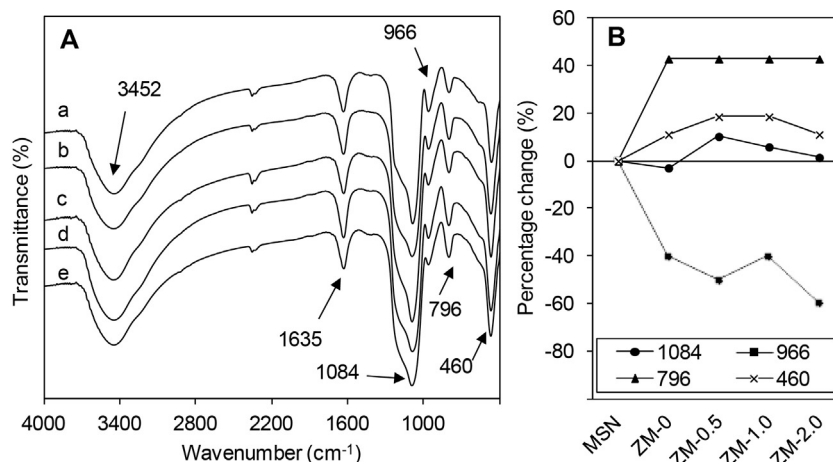 A
966
3452
a
b
c
d
e
1635
1084
796
460
Transmittance (%)
4000 3400 2800 2200 1600 1000
Wavenumber (cm⁻¹)
B
Percentage change (%)
60
40
20
0
-20
-40
-60
-80
1084 966
796 460
MSN ZM-0 ZM-0.5 ZM-1.0 ZM-2.0